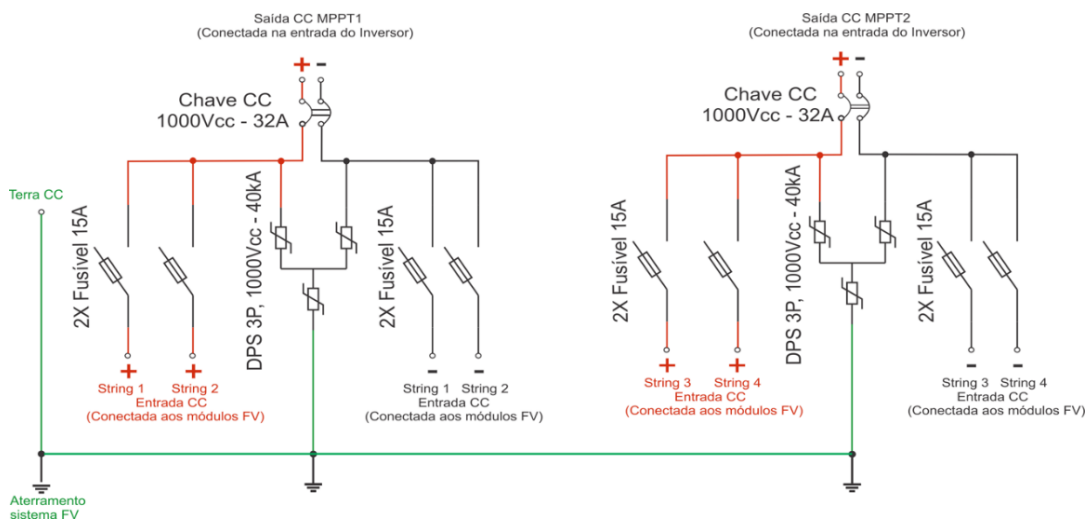 Saída CC MPPT1
(Conectada na entrada do Inversor)
+ -
Chave CC
1000Vcc - 32A
Terra CC
2X Fusível 15A
DPS 3P, 1000Vcc - 40kA
2X Fusível 15A
+ +
String 1 String 2
Entrada CC
(Conectada aos módulos FV)
- -
String 1 String 2
Entrada CC
(Conectada aos módulos FV)
Saída CC MPPT2
(Conectada na entrada do Inversor)
+ -
Chave CC
1000Vcc - 32A
2X Fusível 15A
DPS 3P, 1000Vcc - 40kA
2X Fusível 15A
+ +
String 3 String 4
Entrada CC
(Conectada aos módulos FV)
- -
String 3 String 4
Entrada CC
(Conectada aos módulos FV)
Aterramento
sistema FV